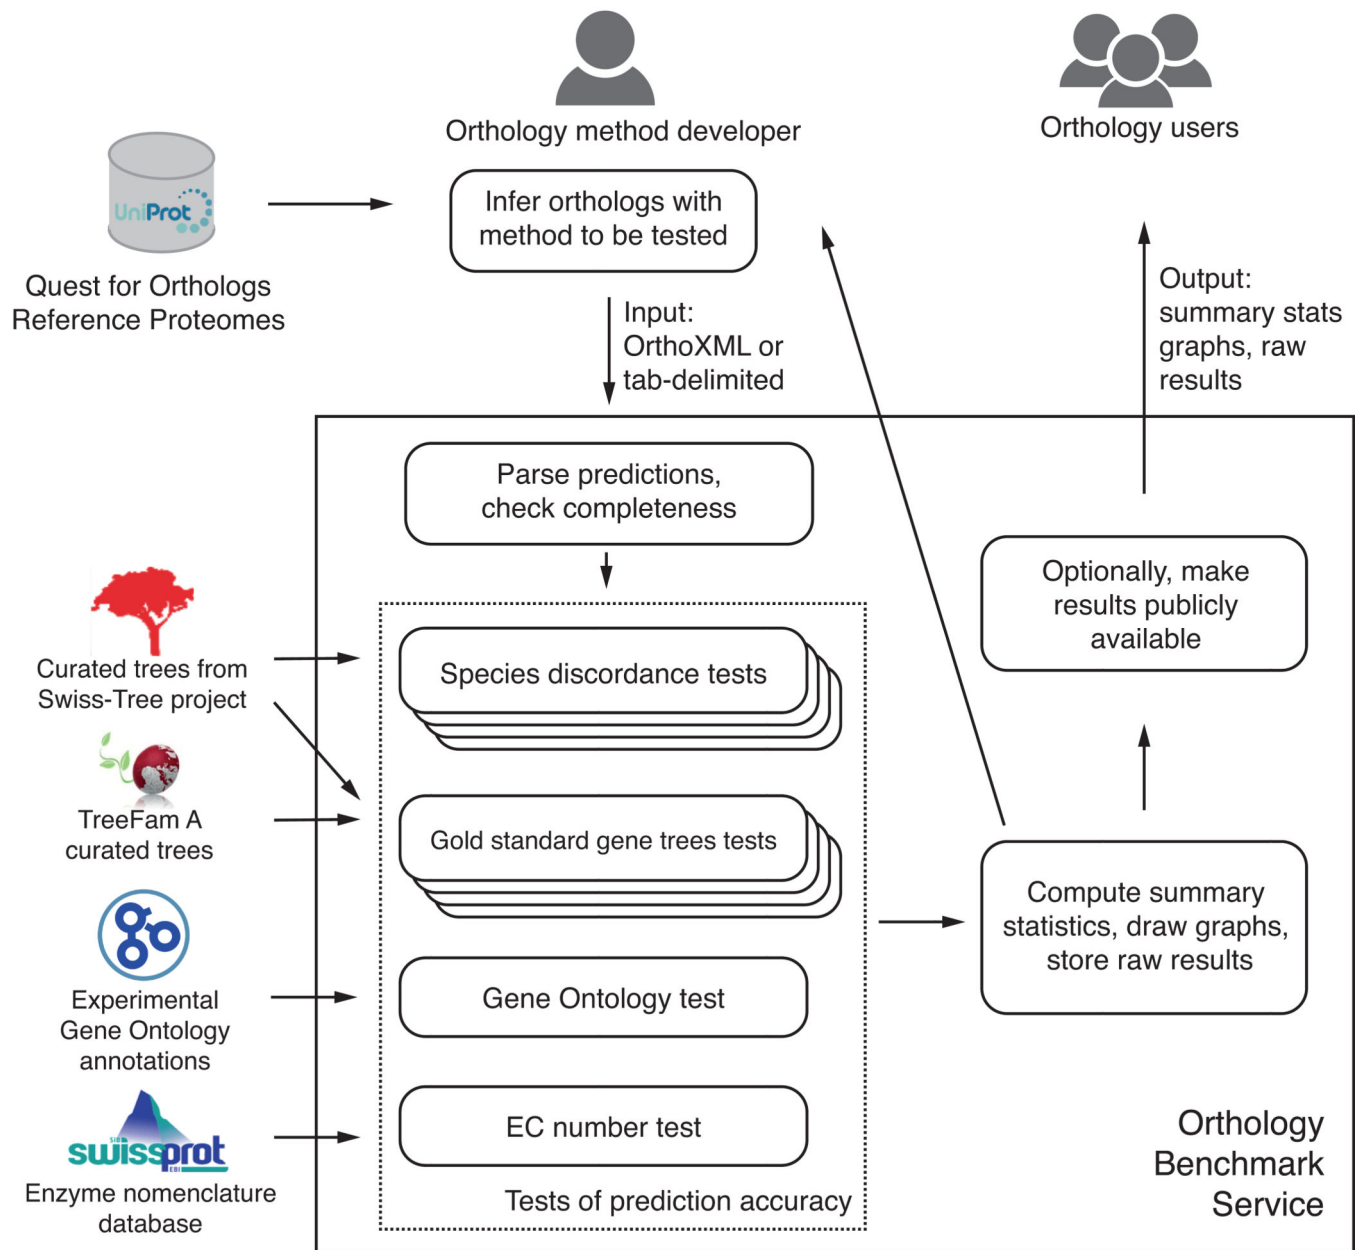 Orthology method developer
Orthology users
UniProt
Quest for Orthologs
Reference Proteomes
Infer orthologs with
method to be tested
Input:
OrthoXML or
tab-delimited
Output:
summary stats
graphs, raw
results
Parse predictions,
check completeness
Optionally, make
results publicly
available
Curated trees from
Swiss-Tree project
Species discordance tests
TreeFam A
curated trees
Gold standard gene trees tests
Compute summary
statistics, draw graphs,
store raw results
Experimental
Gene Ontology
annotations
Gene Ontology test
SIB
swissprot
EBI
Enzyme nomenclature
database
EC number test
Tests of prediction accuracy
Orthology
Benchmark
Service